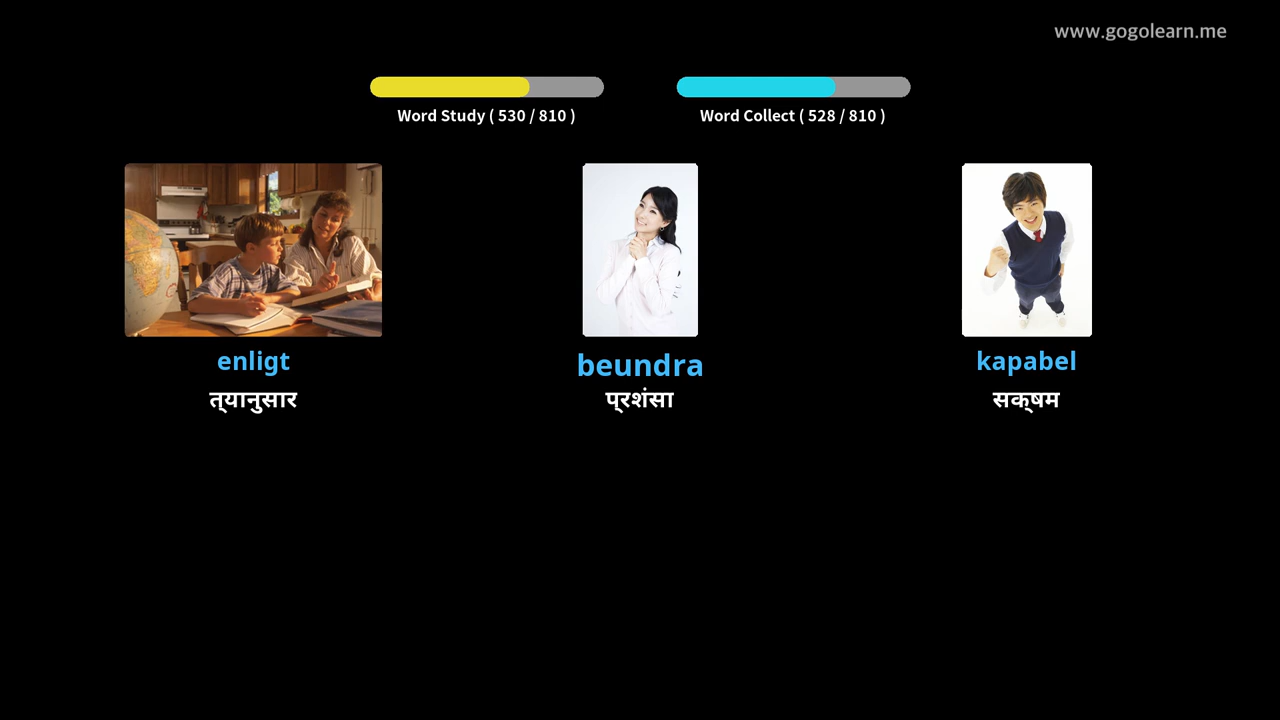 www.gogolearn.me
Word Study ( 530 / 810 )
Word Collect ( 528 / 810 )
enligt
beundra
kapabel
त्यानुसार
प्रशंसा
सक्षम